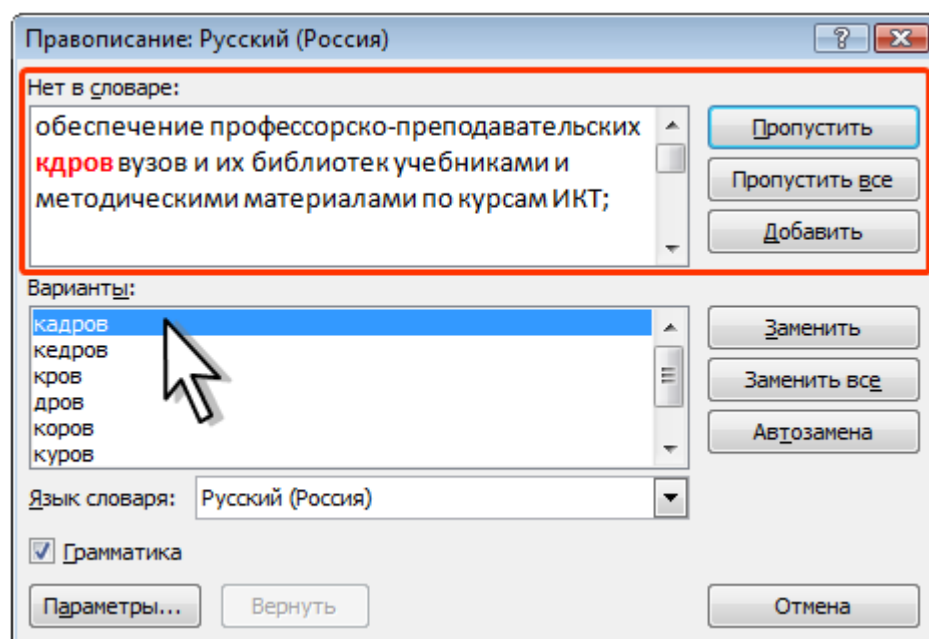 Правописание: Русский (Россия)
Нет в словаре:
обеспечение профессорско-преподавательских
кдров вузов и их библиотек учебниками и
методическими материалами по курсам ИКТ;
Пропустить
Пропустить все
Добавить
Варианты:
кадров
кедров
кров
дров
коров
куров
Заменить
Заменить все
Автозамена
Язык словаря: Русский (Россия)
Грамматика
Параметры... Вернуть Отмена